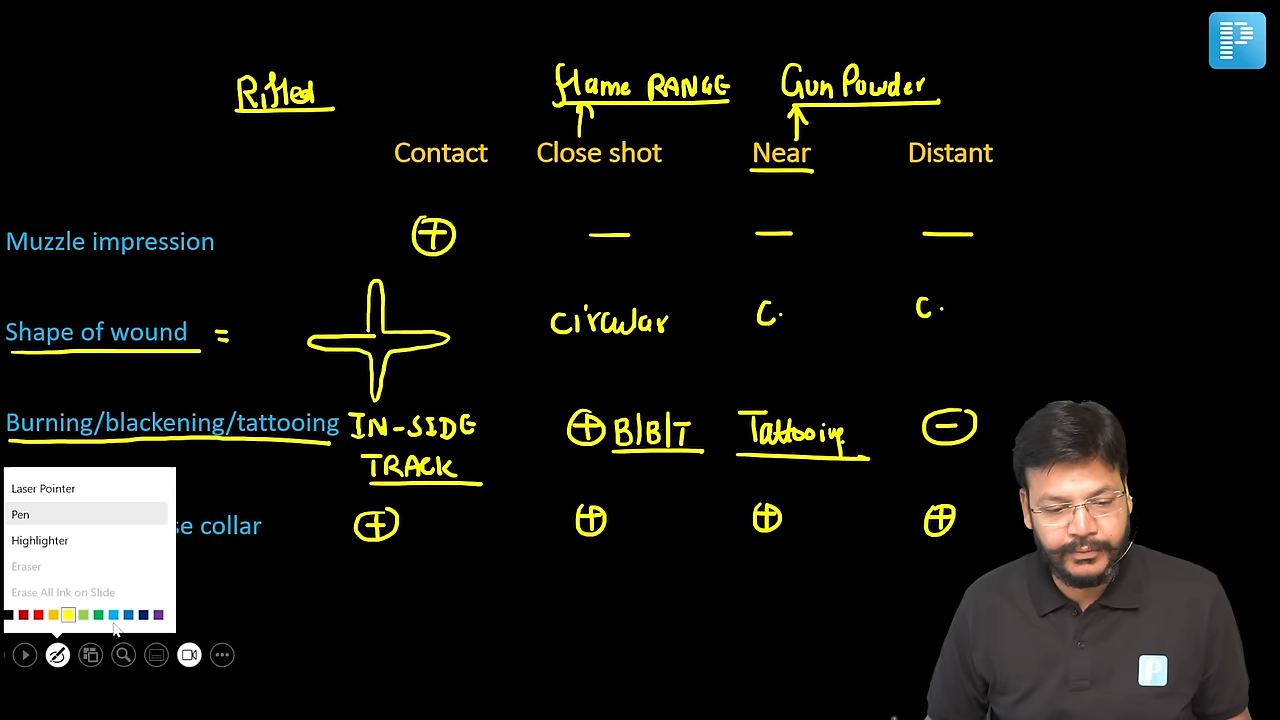 Rifled flame RANGE Gun Powder
Contact Close shot Near Distant
Muzzle impression + — — —
Shape of wound = circular C. C.
Burning/blackening/tattooing IN-SIDE + B/B/T Tattooing -
TRACK
Laser Pointer
Pen
se collar + + + +
Highlighter
Eraser
Erase All Ink on Slide